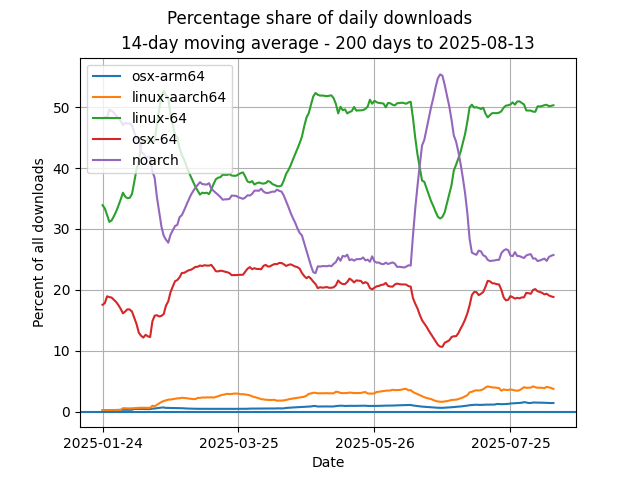 Percentage share of daily downloads
14-day moving average - 200 days to 2025-08-13
osx-arm64
linux-aarch64
linux-64
osx-64
noarch
Percent of all downloads
50
40
30
20
10
0
2025-01-24
2025-03-25
2025-05-26
2025-07-25
Date